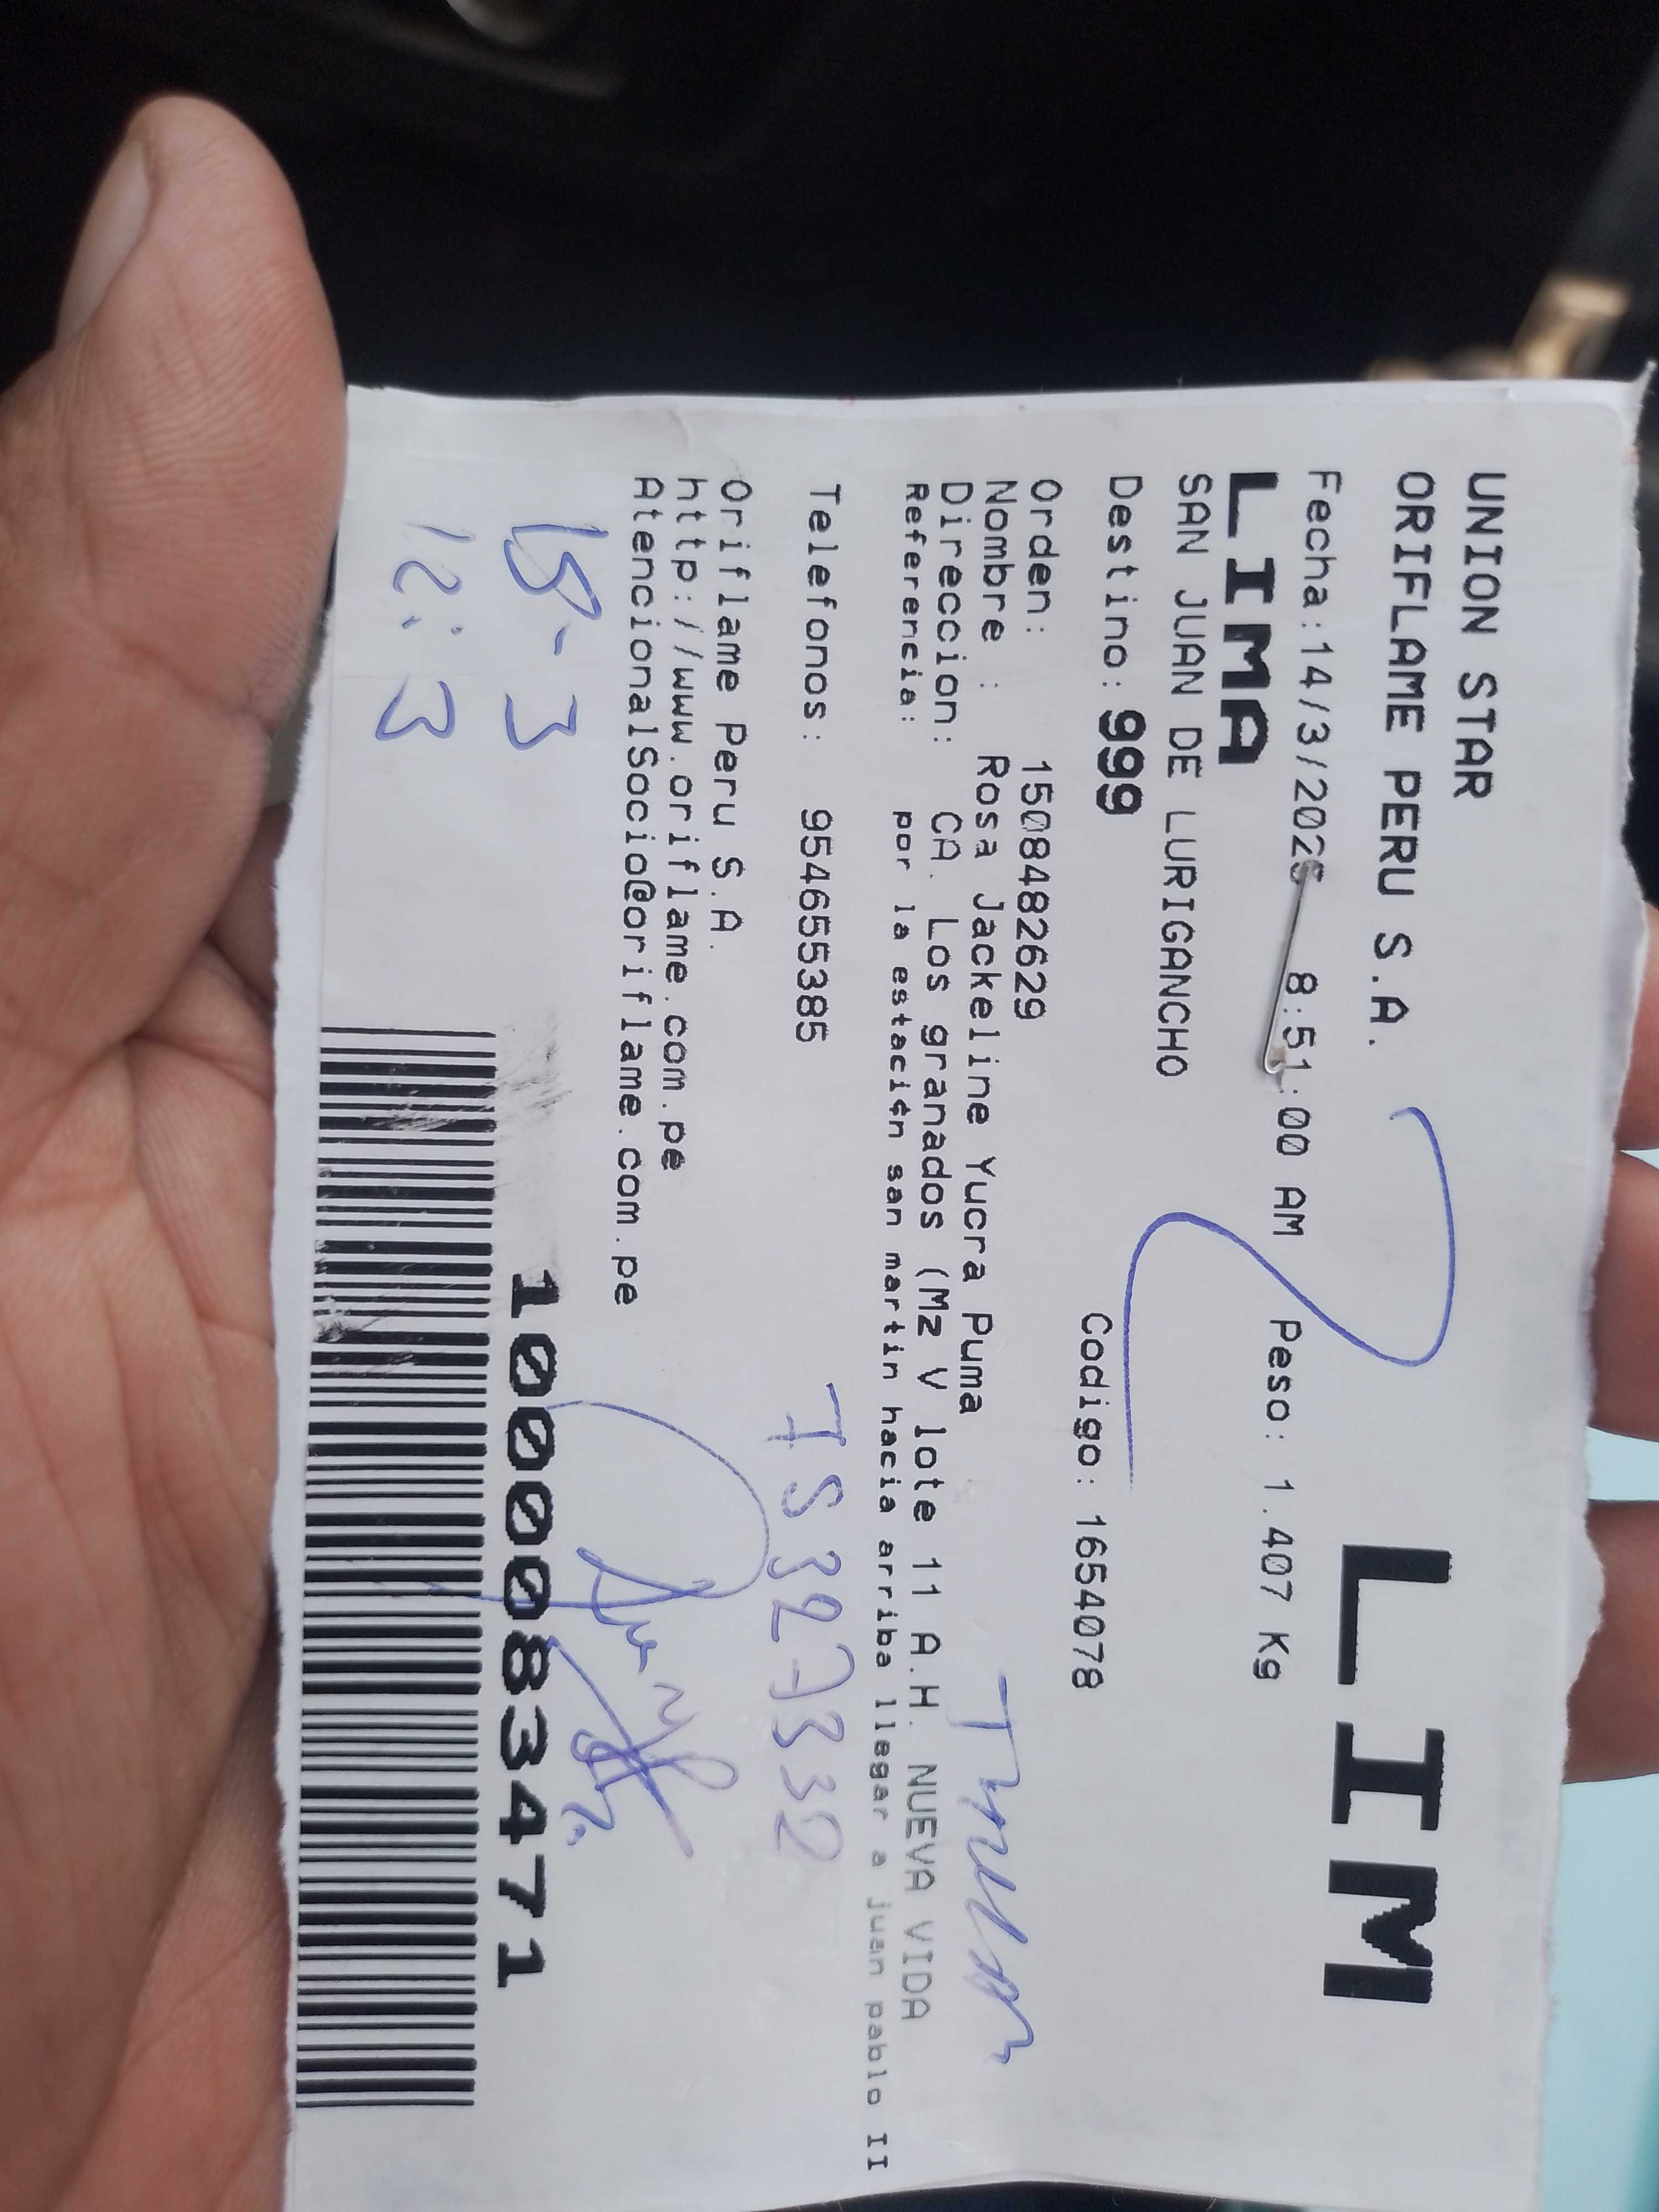 UNION STAR
ORIFLAME PERU S.A.
LIM
Fecha:14/3/2025 8:51:00 AM Peso: 1.407 Kg
LIMA
SAN JUAN DE LURIGANCHO
Destino: 999 Codigo: 1654078
Orden: 1508482629
Nombre : Rosa Jackeline Yucra Puma
Direccion: CA. Los granados (Mz V lote 11 A.H. NUEVA VIDA
Referencia: por la estaci¢n san martin hacia arriba llegar a juan pablo II
Telefonos: 954655385
75327332
Oriflame Peru S.A.
http://www.oriflame.com.pe
AtencionalSocio@oriflame.com.pe
15-3
12:3
1000083471